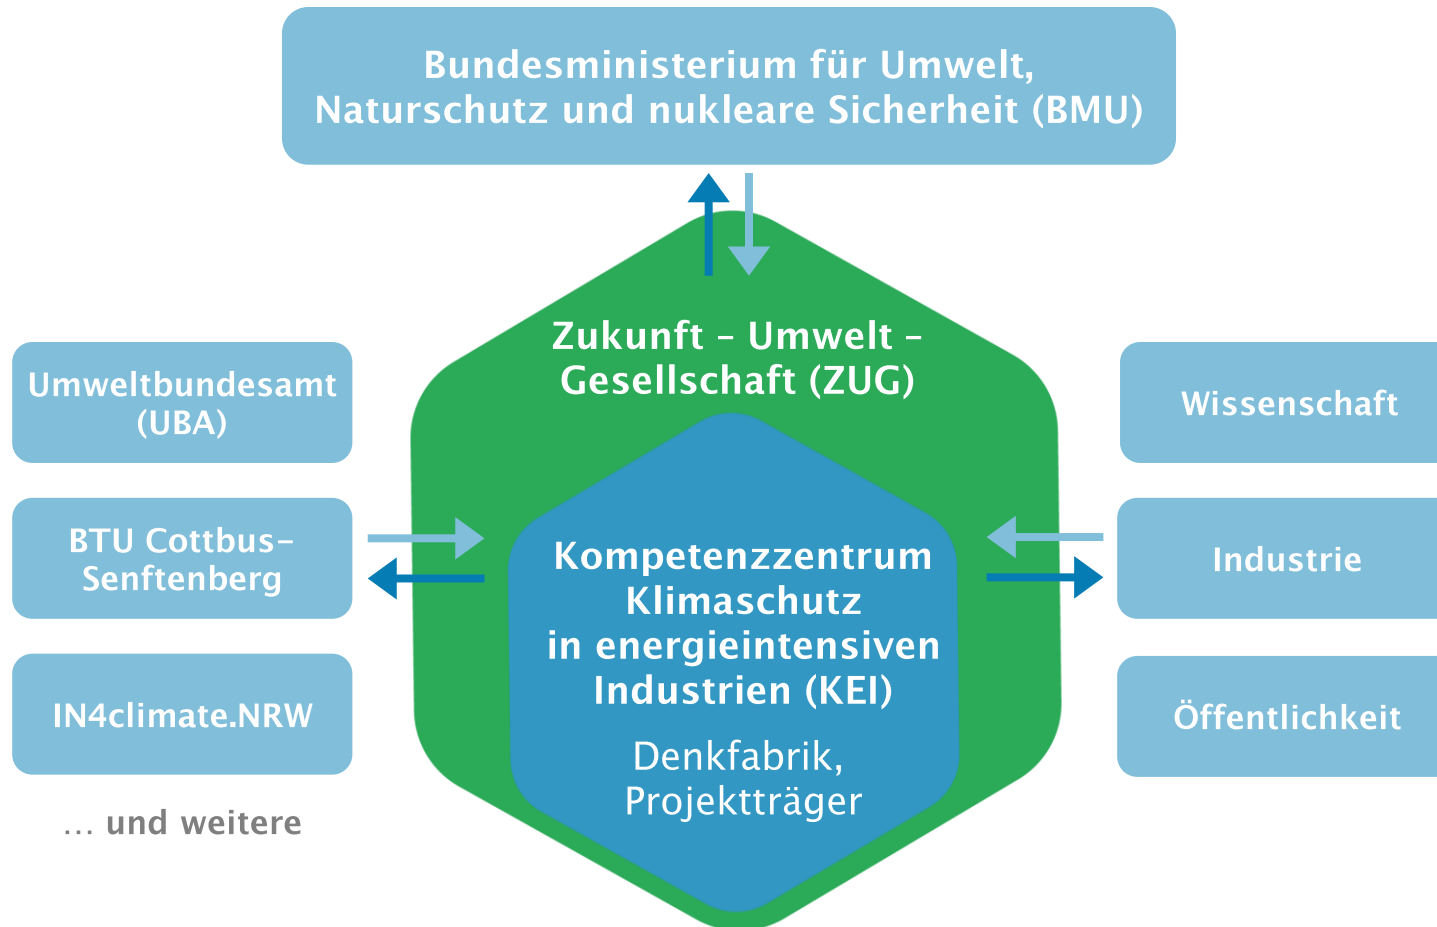 Bundesministerium für Umwelt,
Naturschutz und nukleare Sicherheit (BMU)
Zukunft – Umwelt –
Gesellschaft (ZUG)
Umweltbundesamt
(UBA)
BTU Cottbus–
Senftenberg
IN4climate.NRW
... und weitere
Kompetenzzentrum
Klimaschutz
in energieintensiven
Industrien (KEI)
Denkfabrik,
Projektträger
Wissenschaft
Industrie
Öffentlichkeit